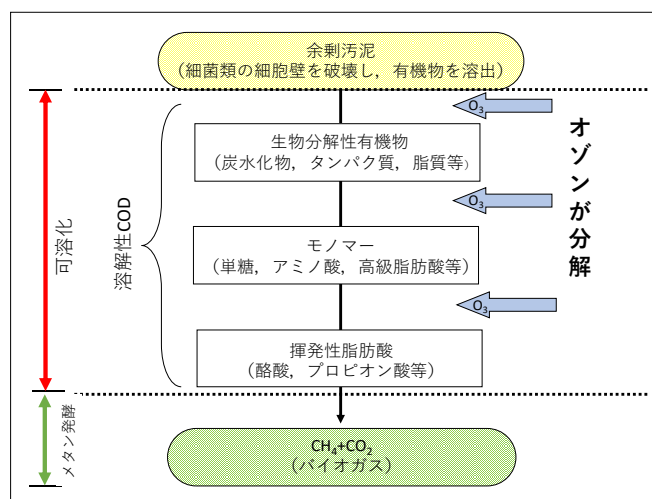 余剰汚泥
（細菌類の細胞壁を破壊し，有機物を溶出）
O3
オゾンが分解
生物分解性有機物
（炭水化物，タンパク質，脂質等）
O3
可溶化
溶解性COD
モノマー
（単糖，アミノ酸，高級脂肪酸等）
O3
揮発性脂肪酸
（酪酸，プロピオン酸等）
メタン発酵
CH4+CO2
（バイオガス）